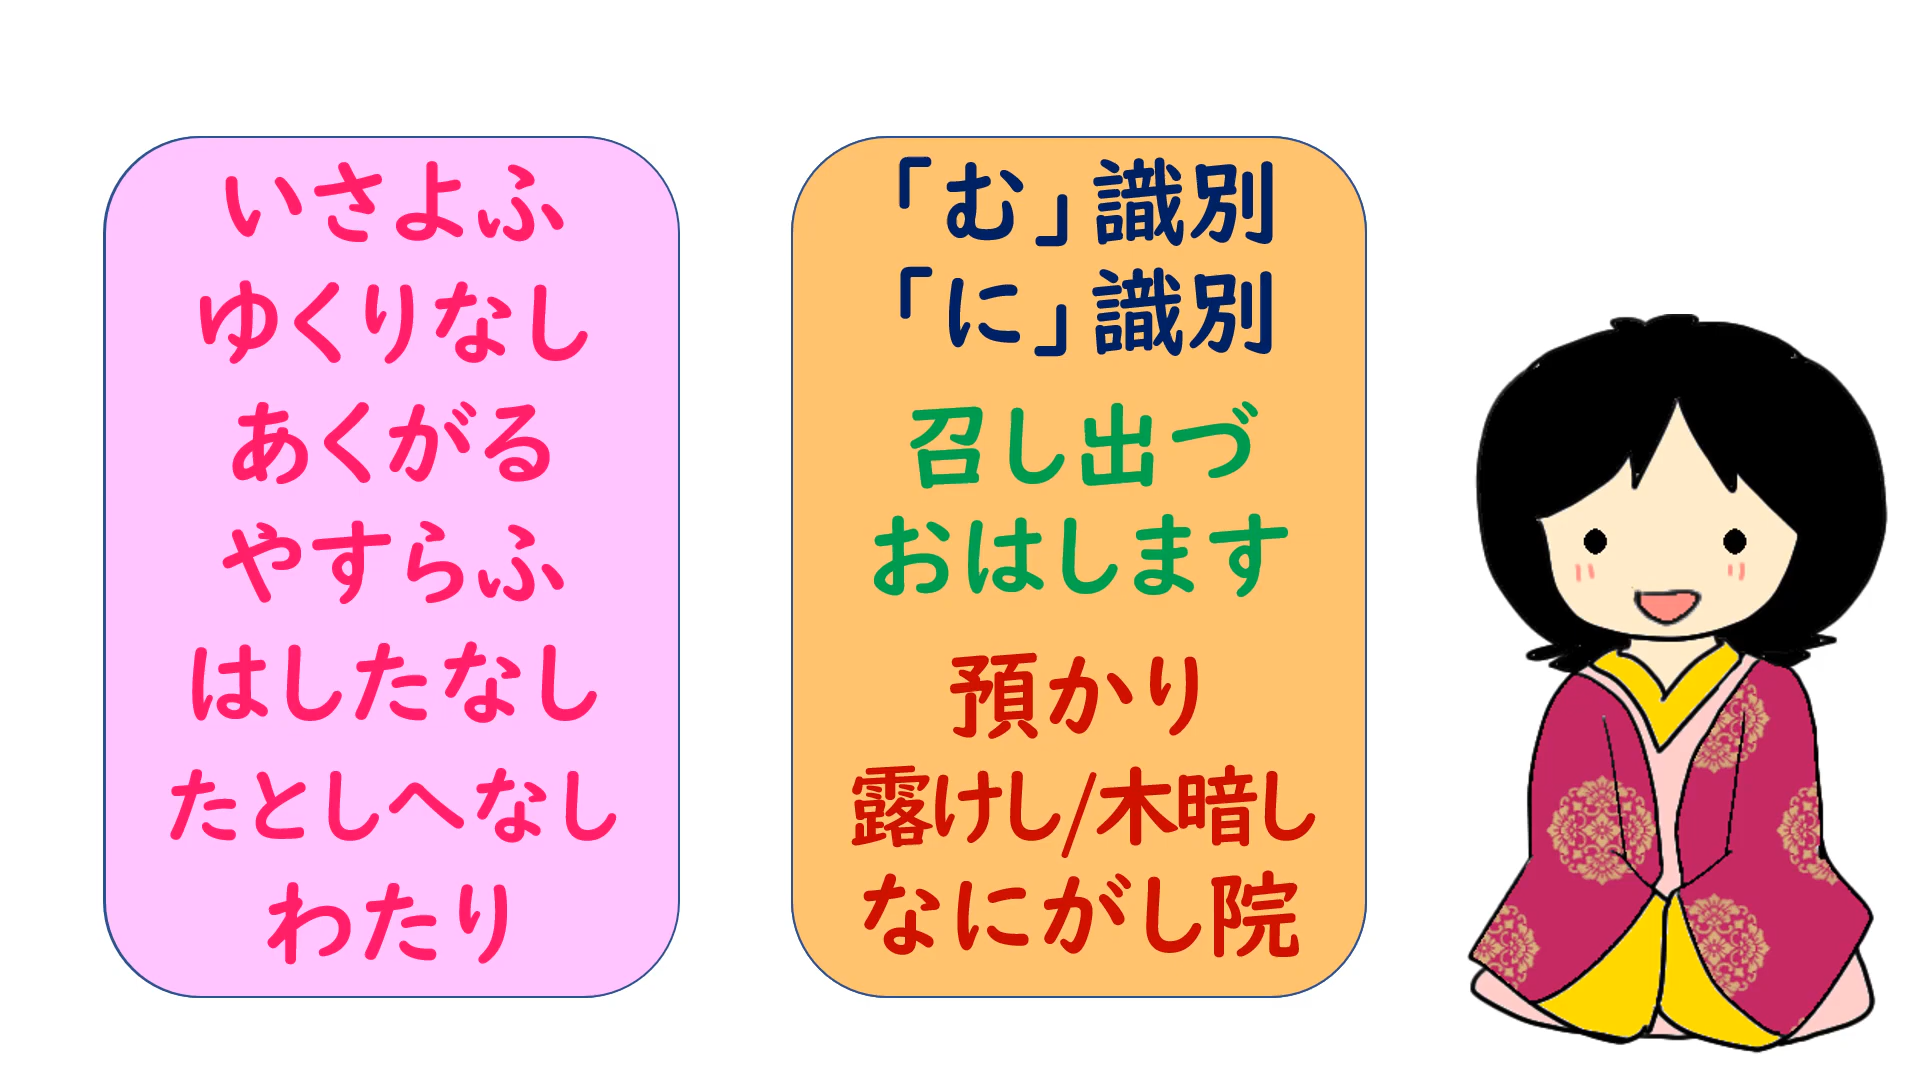 いさよふ
ゆくりなし
あくがる
やすらふ
はしたなし
たとしへなし
わたり
「む」識別
「に」識別
召し出づ
おはします
預かり
露けし/木暗し
なにがし院